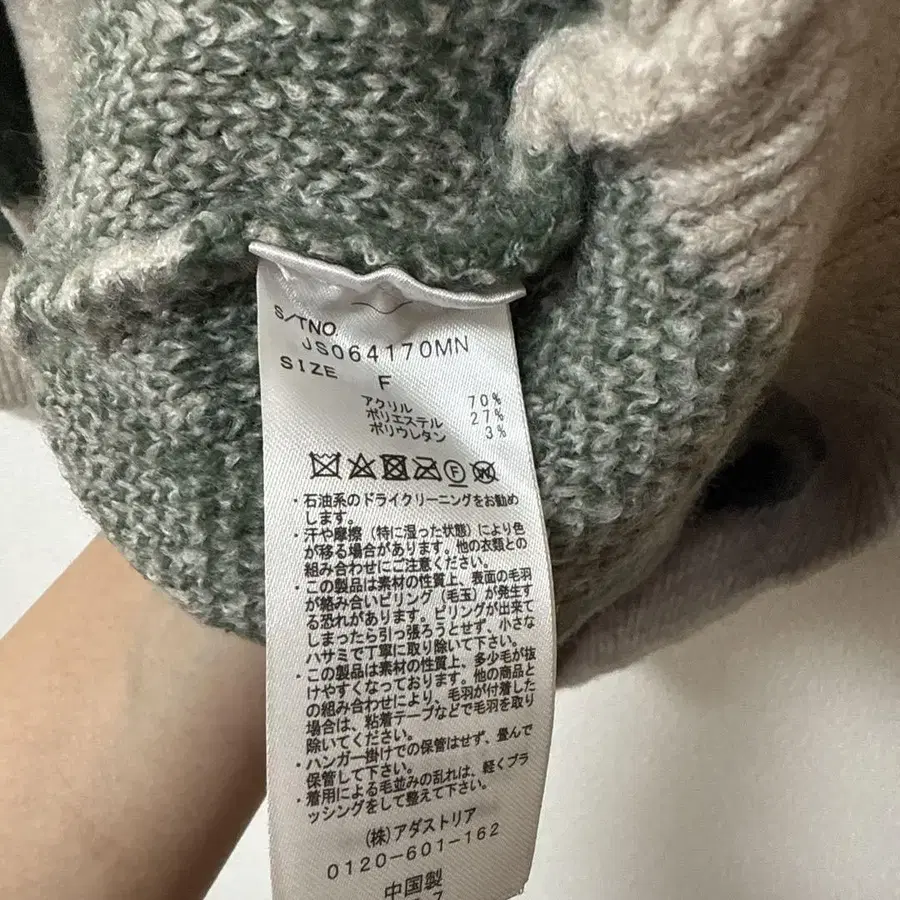 S/TNO.
JS064170MN
SIZE F
アクリル 70%
ポリエステル 27%
ポリウレタン 3%
F W
・石油系のドライクリーニングをお勧め
します。
・汗や摩擦（特に湿った状態）により色
が移る場合があります。他の衣類との
組み合わせにご注意ください。
・この製品は素材の性質上、表面の毛羽
が絡み合いピリング（毛玉）が発生す
る恐れがあります。ピリングが出来て
しまったら引っ張ろうとせず、小さな
ハサミで丁寧に取り除いて下さい。
・この製品は素材の性質上、多少毛が抜
けやすくなっております。他の商品と
の組み合わせにより、毛羽が付着した
場合は、粘着テープなどで毛羽を取り
除いてください。
・ハンガー掛けでの保管はせず、畳んで
保管して下さい。
・着用による毛並みの乱れは、軽くブラ
ッシングをして整えて下さい。
(株)アダストリア
0120-601-162
中国製